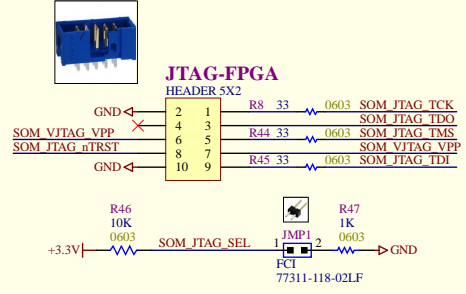 JTAG-FPGA
HEADER 5X2
GND 2 1 R8 33 0603 SOM_JTAG_TCK
4 3 SOM_JTAG_TDO
SOM_VJTAG_VPP 6 5 R44 33 0603 SOM_JTAG_TMS
SOM_JTAG_nTRST 8 7 SOM_VJTAG_VPP
GND 10 9 R45 33 0603 SOM_JTAG_TDI
R46 R47
10K JMP1 1K
0603 0603
+3.3V SOM_JTAG_SEL 1 2 GND
FCI
77311-118-02LF